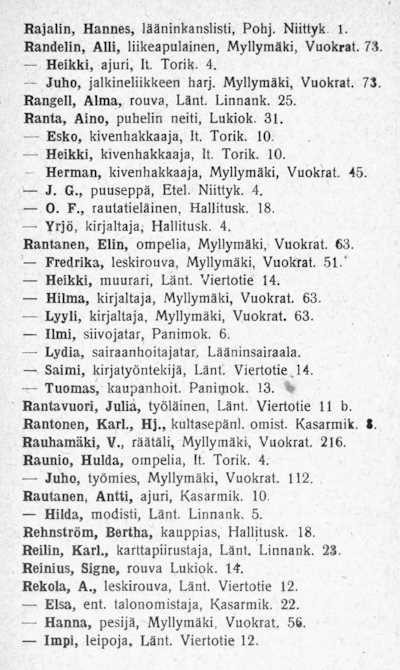 Rajalin, Hannes, lääninkanslisti, Pohj. Niittyk. 1.
Randelin, Alli, liikeapulainen, Myllymäki, Vuokrat. 73.
— Heikki, ajuri, It. Torik. 4.
— Juho, jalkineliikkeen harj. Myllymäki, Vuokrat. 73.
Rangell, Alma, rouva, Länt. Linnank. 25.
Ranta, Aino, puhelin neiti, Lukiok. 31.
— Esko, kivenhakkaaja, It. Torik. 10.
— Heikki, kivenhakkaaja, It. Torik. 10.
— Herman, kivenhakkaaja, Myllymäki, Vuokrat. 45.
— J. G., puuseppä, Etel. Niittyk. 4.
— O. F., rautatieläinen, Hallitusk. 18.
— Yrjö, kirjaltaja, Hallitusk. 4.
Rantanen, Elin, ompelia, Myllymäki, Vuokrat. 63.
— Fredrika, leskirouva, Myllymäki, Vuokrat. 51.
— Heikki, muurari, Länt. Viertotie 14.
— Hilma, kirjaltaja, Myllymäki, Vuokrat. 63.
— Lyyli, kirjaltaja, Myllymäki, Vuokrat. 63.
— Ilmi, siivojatar, Panimok. 6.
— Lydia, sairaanhoitajatar, Lääninsairaala.
— Saimi, kirjatyöntekijä, Länt. Viertotie 14.
— Tuomas, kaupanhoit. Panimok. 13.
Rantavuori, Julia, työläinen, Länt. Viertotie 11 b.
Rantonen, Karl., Hj., kultasepänl. omist. Kasarmik. 8.
Rauhamäki, V., räätäli, Myllymäki, Vuokrat. 216.
Raunio, Hulda, ompelia, It. Torik. 4.
— Juho, työmies, Myllymäki, Vuokrat. 112.
Rautanen, Antti, ajuri, Kasarmik. 10.
— Hilda, modisti, Länt. Linnank. 5.
Rehnström, Bertha, kauppias, Hallitusk. 18.
Reilin, Karl., karttapiirustaja, Länt. Linnank. 23.
Reinius, Signe, rouva Lukiok. 14.
Rekola, A., leskirouva, Länt. Viertotie 12.
— Elsa, ent. talonomistaja, Kasarmik. 22.
— Hanna, pesijä, Myllymäki, Vuokrat. 56.
— Impi, leipoja, Länt. Viertotie 12.